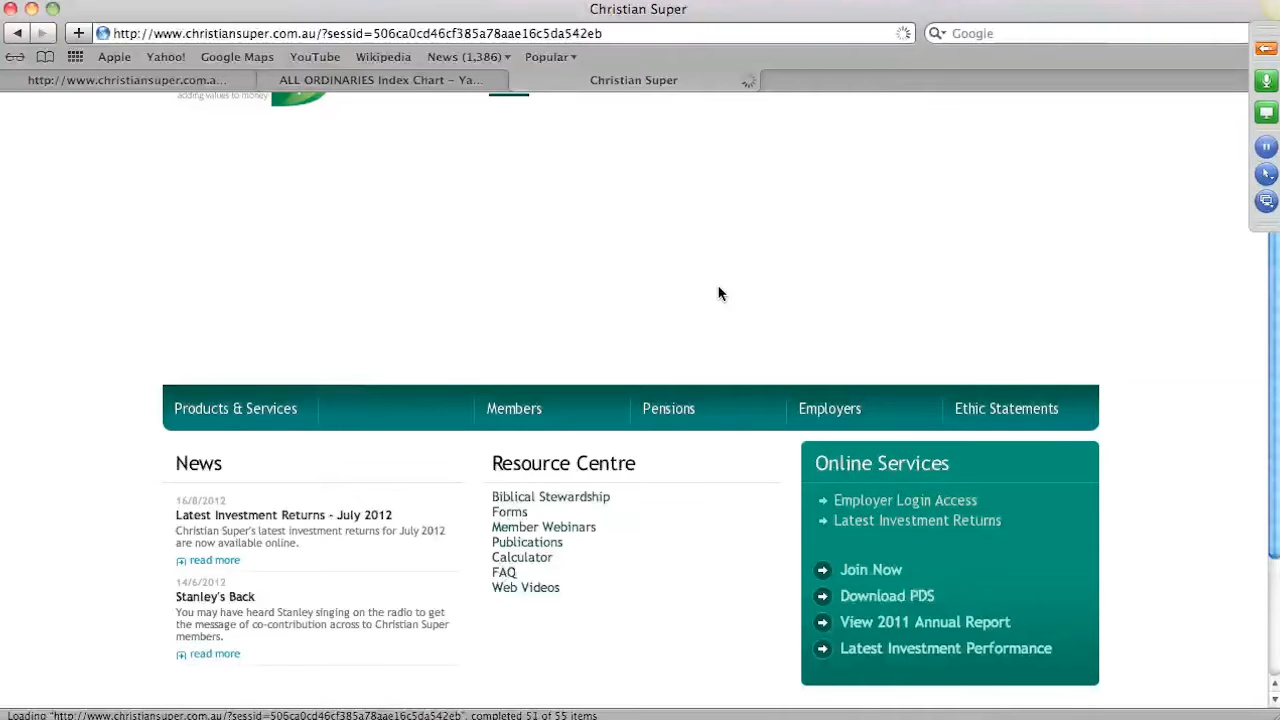 Christian Super
http://www.christiansuper.com.au/?sessid=506ca0cd46cf385a78aae16c5da542eb
Google
Apple Yahoo! Google Maps YouTube Wikipedia News (1,386) Popular
http://www.christiansuper.com.a... ALL ORDINARIES Index Chart – Ya... Christian Super
adding values to money
Products & Services Members Pensions Employers Ethic Statements
News
16/8/2012
Latest Investment Returns - July 2012
Christian Super's latest investment returns for July 2012
are now available online.
read more
14/6/2012
Stanley's Back
You may have heard Stanley singing on the radio to get
the message of co-contribution across to Christian Super
members.
read more
Resource Centre
Biblical Stewardship
Forms
Member Webinars
Publications
Calculator
FAQ
Web Videos
Online Services
Employer Login Access
Latest Investment Returns
Join Now
Download PDS
View 2011 Annual Report
Latest Investment Performance
Loading "http://www.christiansuper.com.au/?sessid=506ca0cd46cf385a78aae16c5da542eb", completed 51 of 55 items